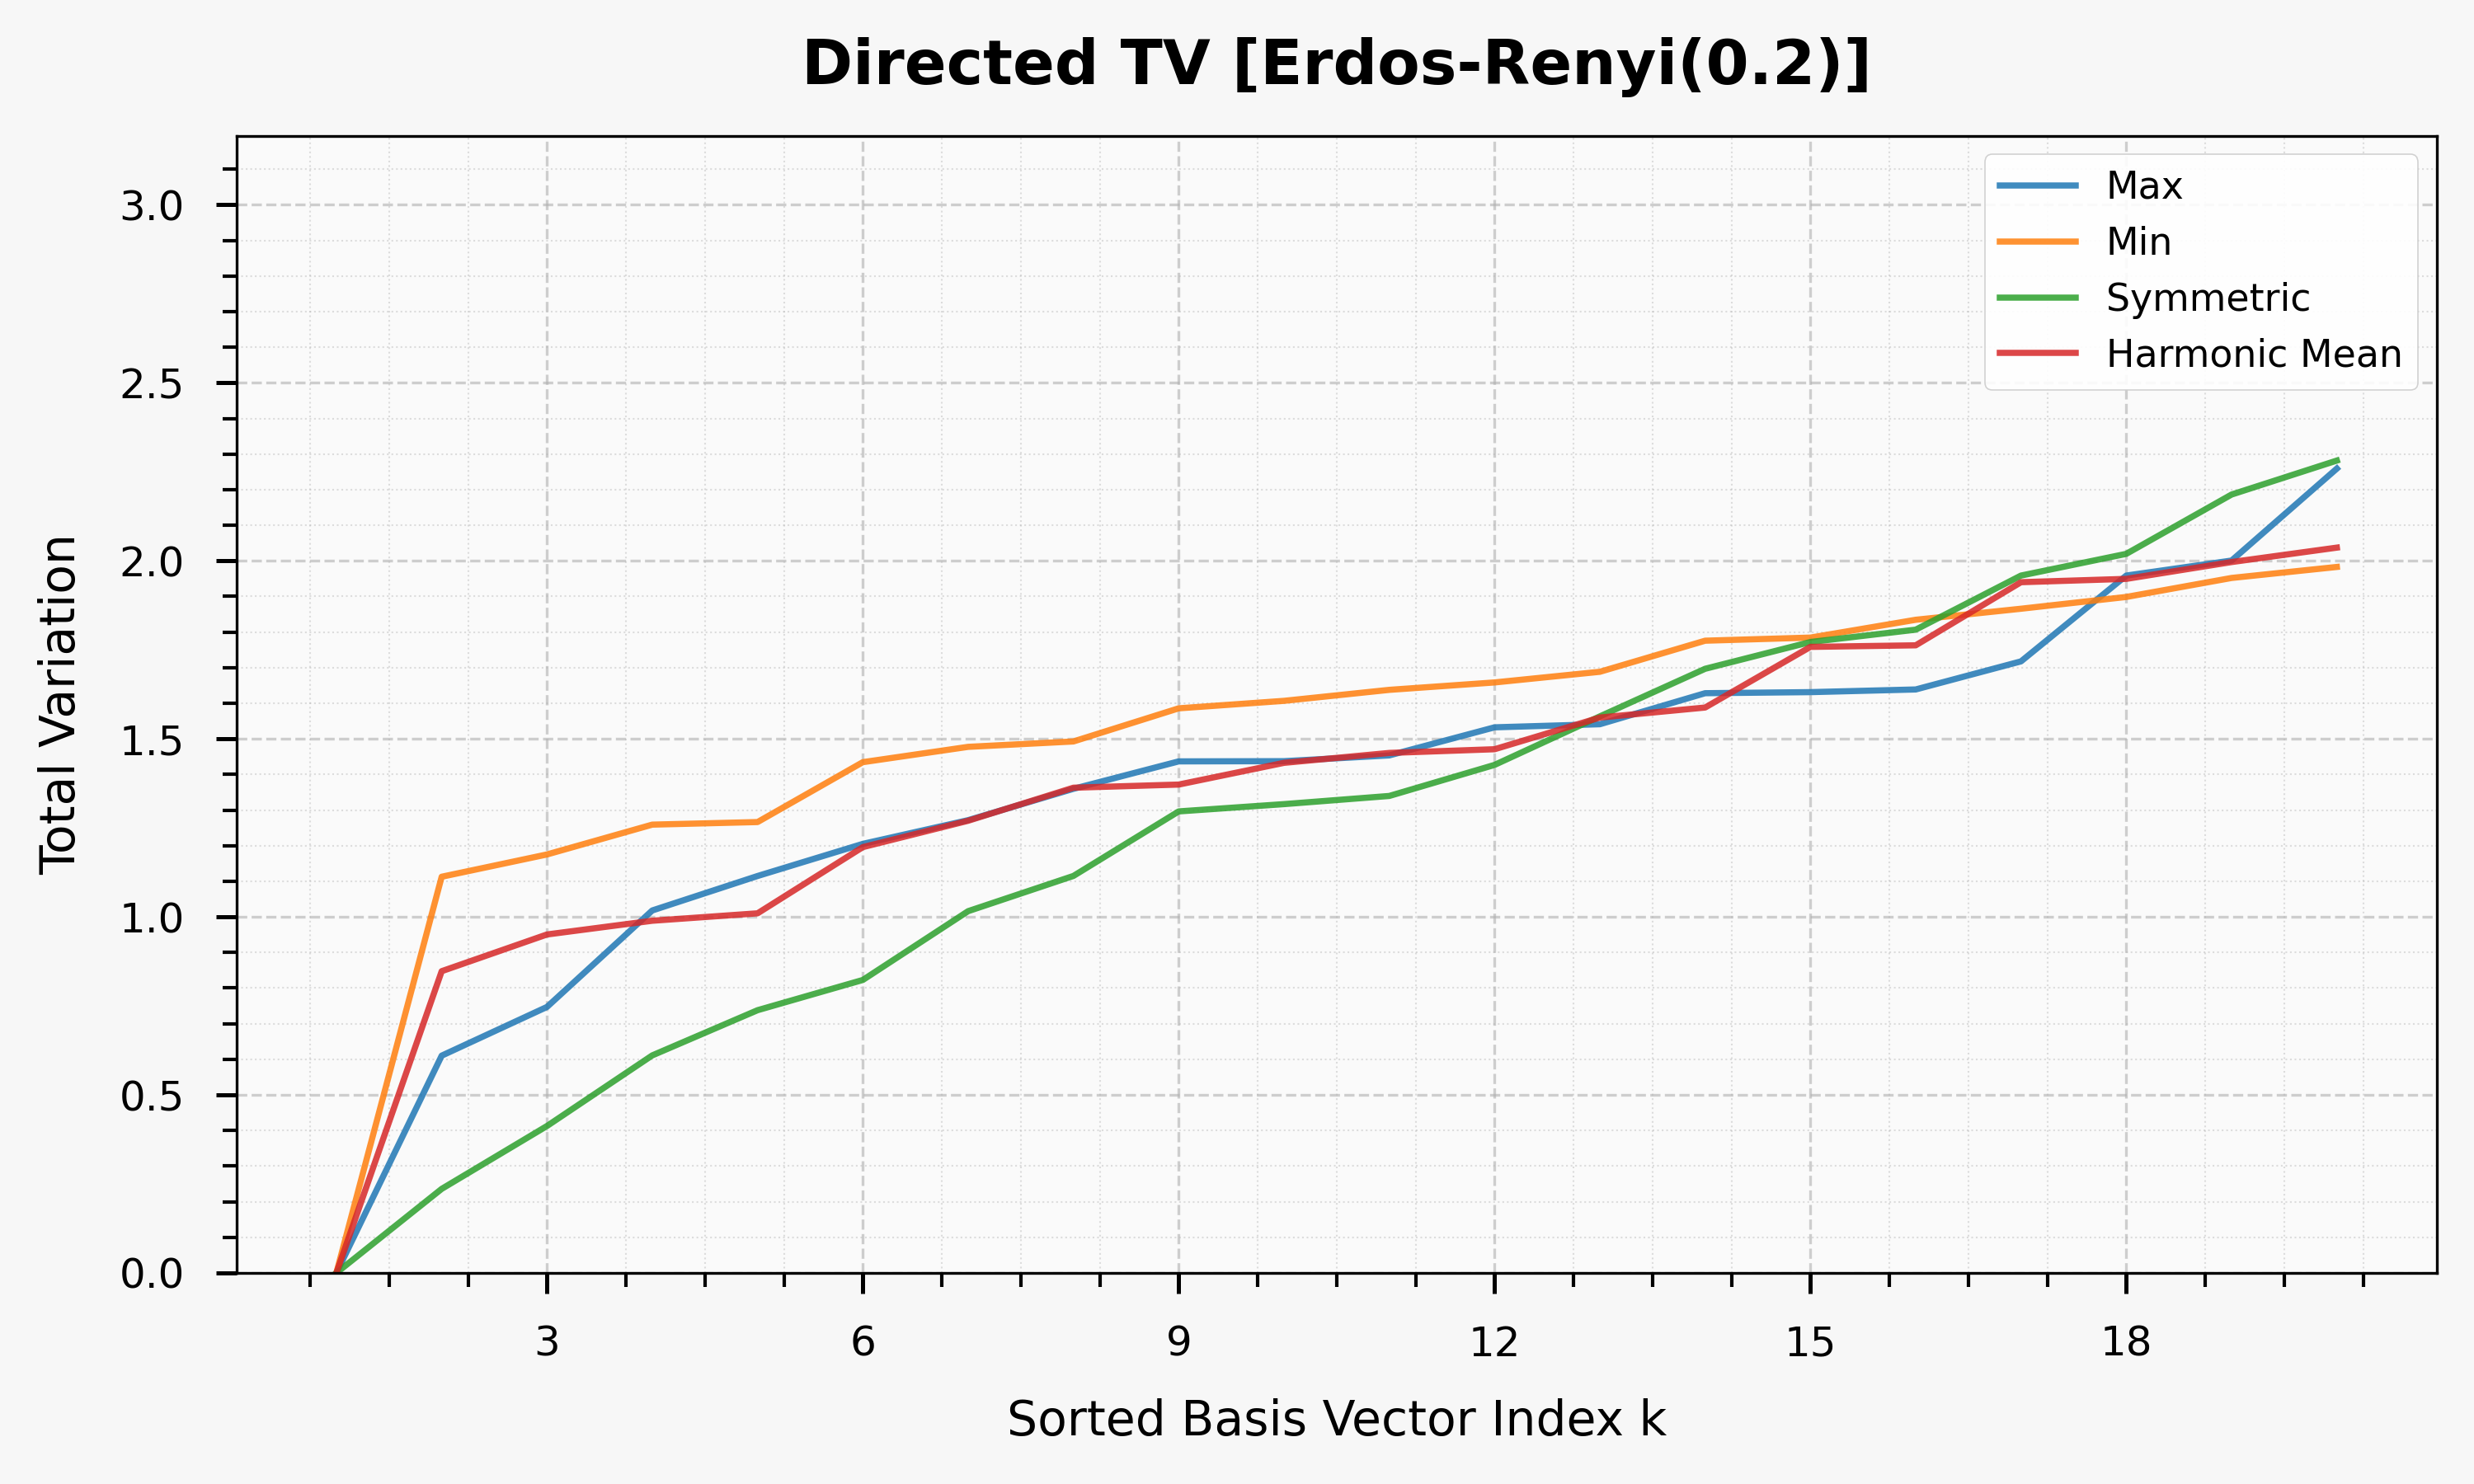 Directed TV [Erdos-Renyi(0.2)]
Max
Min
Symmetric
Harmonic Mean
Total Variation
3.0
2.5
2.0
1.5
1.0
0.5
0.0
3 6 9 12 15 18
Sorted Basis Vector Index k